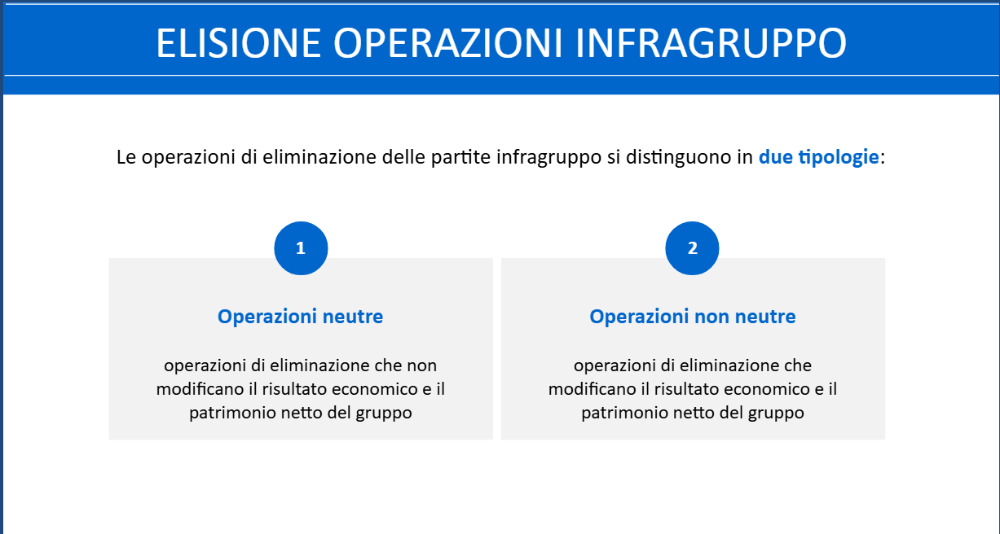 ELISIONE OPERAZIONI INFRAGRUPPO
Le operazioni di eliminazione delle partite infragruppo si distinguono in due tipologie:
1
Operazioni neutre
operazioni di eliminazione che non
modificano il risultato economico e il
patrimonio netto del gruppo
2
Operazioni non neutre
operazioni di eliminazione che
modificano il risultato economico e il
patrimonio netto del gruppo